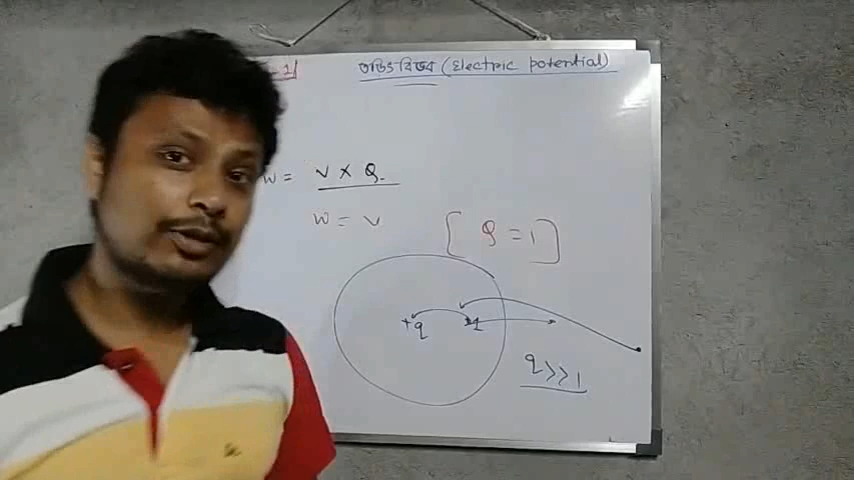 তড়িৎ বিভব (Electric potential)
W = V × Q.
W = V [Q = 1]
+q +1
q>>1